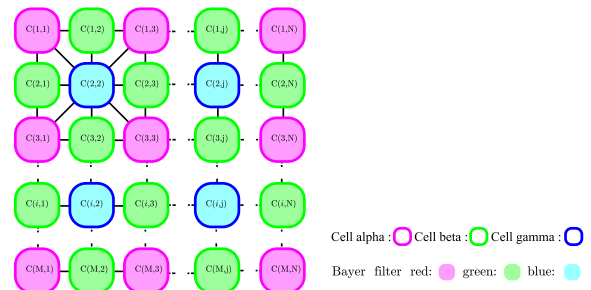 C(1,1) C(1,2) C(1,3) C(1,j) C(1,N)
C(2,1) C(2,2) C(2,3) C(2,j) C(2,N)
C(3,1) C(3,2) C(3,3) C(3,j) C(3,N)
C(i,1) C(i,2) C(i,3) C(i,j) C(i,N)
C(M,1) C(M,2) C(M,3) C(M,j) C(M,N)
Cell alpha : Cell beta : Cell gamma :
Bayer filter red: green: blue: